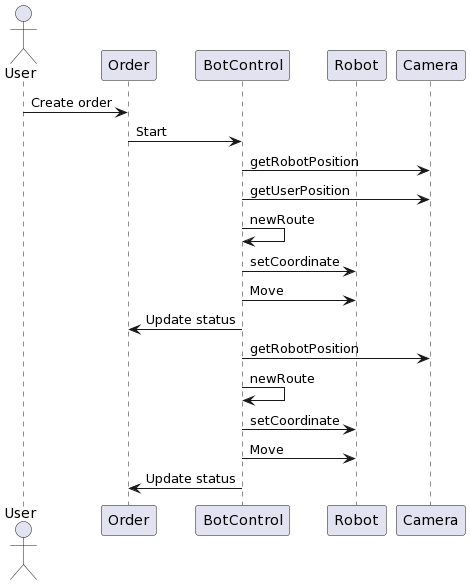 User
Order
BotControl
Robot
Camera
Create order
Start
getRobotPosition
getUserPosition
newRoute
setCoordinate
Move
Update status
getRobotPosition
newRoute
setCoordinate
Move
Update status
User
Order
BotControl
Robot
Camera